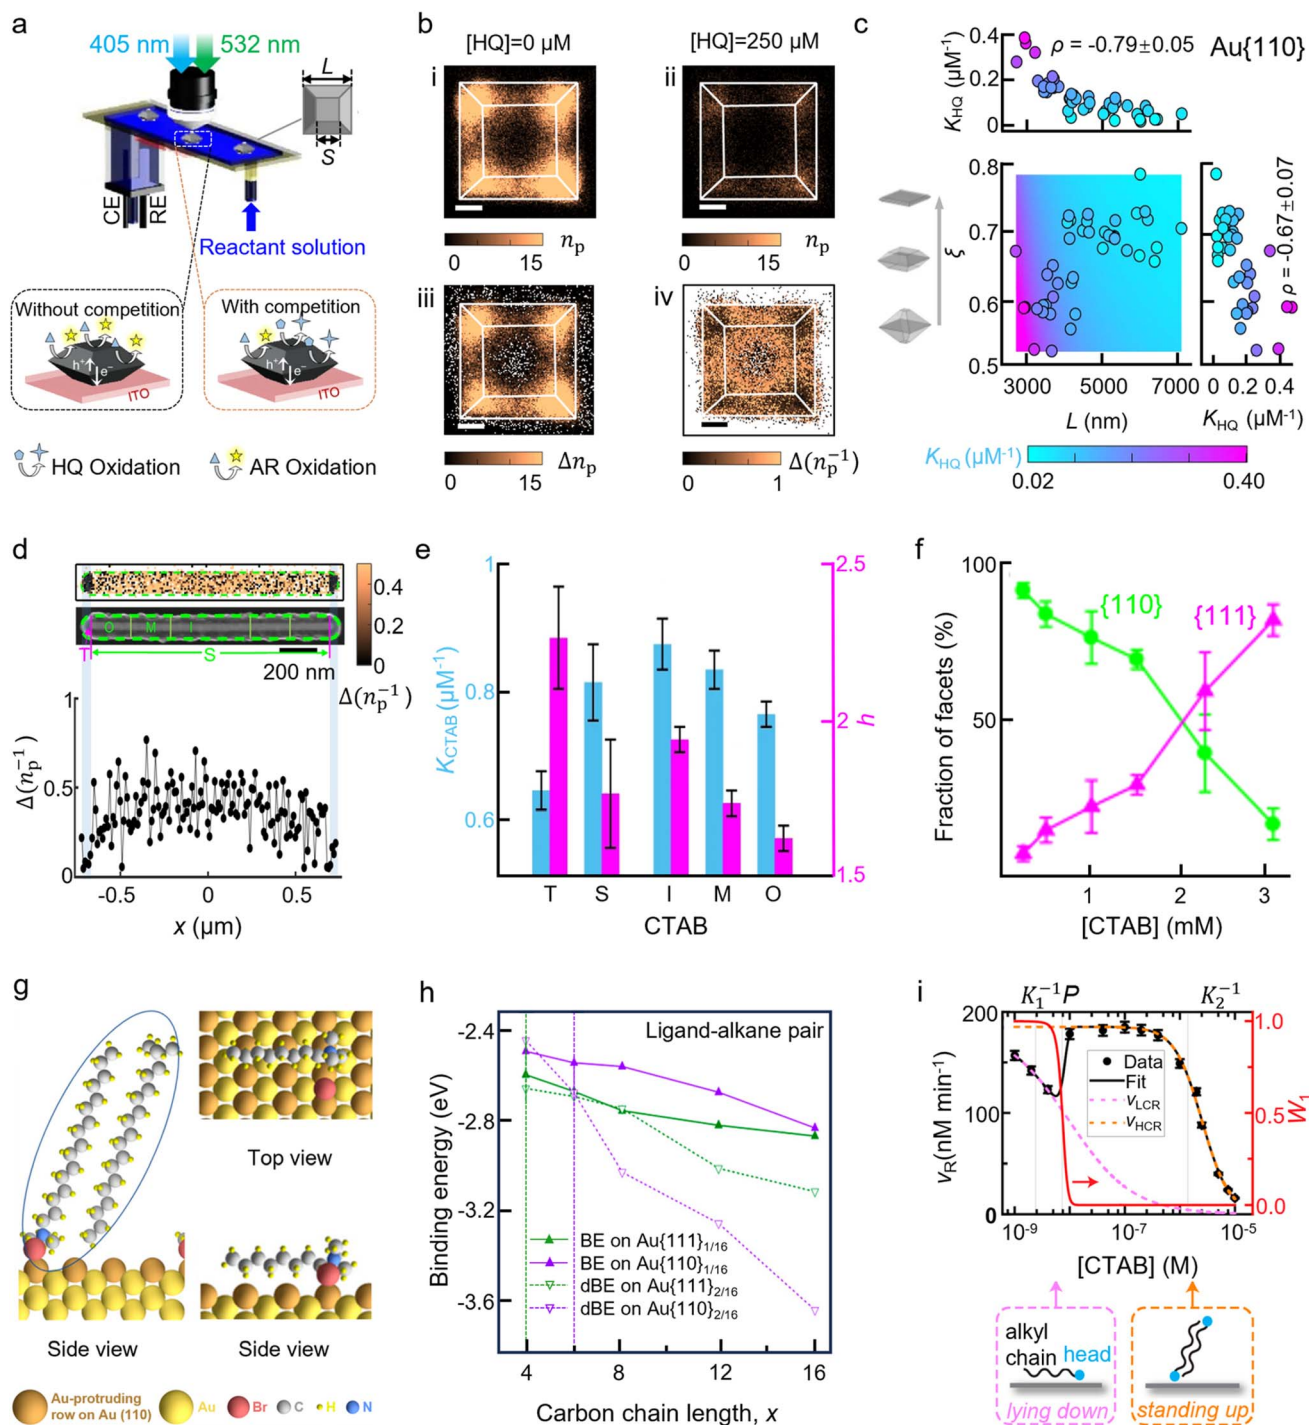 a
405 nm
532 nm
L
S
CE
RE
Reactant solution
Without competition
With competition
h⁺
e⁻
ITO
h⁺
e⁻
ITO
HQ Oxidation
AR Oxidation
b
[HQ]=0 µM
[HQ]=250 µM
i
ii
nₚ
0
15
nₚ
0
15
iii
iv
Δnₚ
0
15
Δ(nₚ⁻¹)
0
1
c
K_HQ (µM⁻¹)
0.4
0.2
0
ρ = -0.79±0.05
Au{110}
ξ
0.8
0.7
0.6
0.5
3000
5000
7000
L (nm)
ρ = -0.67±0.07
0
0.2
0.4
K_HQ (µM⁻¹)
K_HQ (µM⁻¹)
0.02
0.40
d
O
M
I
T
S
200 nm
0.4
0.2
0
Δ(nₚ⁻¹)
Δ(nₚ⁻¹)
1
0.5
0
-0.5
0
0.5
x (µm)
e
K_CTAB (µM⁻¹)
1
0.8
0.6
2.5
2
1.5
h
T
S
I
M
O
CTAB
f
Fraction of facets (%)
100
50
{110}
{111}
1
2
3
[CTAB] (mM)
g
Top view
Side view
Side view
Au-protruding
row on Au (110)
Au
Br
C
H
N
h
Ligand-alkane pair
Binding energy (eV)
-2.4
-2.8
-3.2
-3.6
BE on Au{111}₁/₁₆
BE on Au{110}₁/₁₆
dBE on Au{111}₂/₁₆
dBE on Au{110}₂/₁₆
4
6
8
12
16
Carbon chain length, x
i
K₁⁻¹
P
K₂⁻¹
v_R(nM min⁻¹)
200
100
0
Data
Fit
v_LCR
v_HCR
1.0
0.5
0.0
W₁
10⁻⁹
10⁻⁷
10⁻⁵
[CTAB] (M)
alkyl
chain
head
lying down
standing up